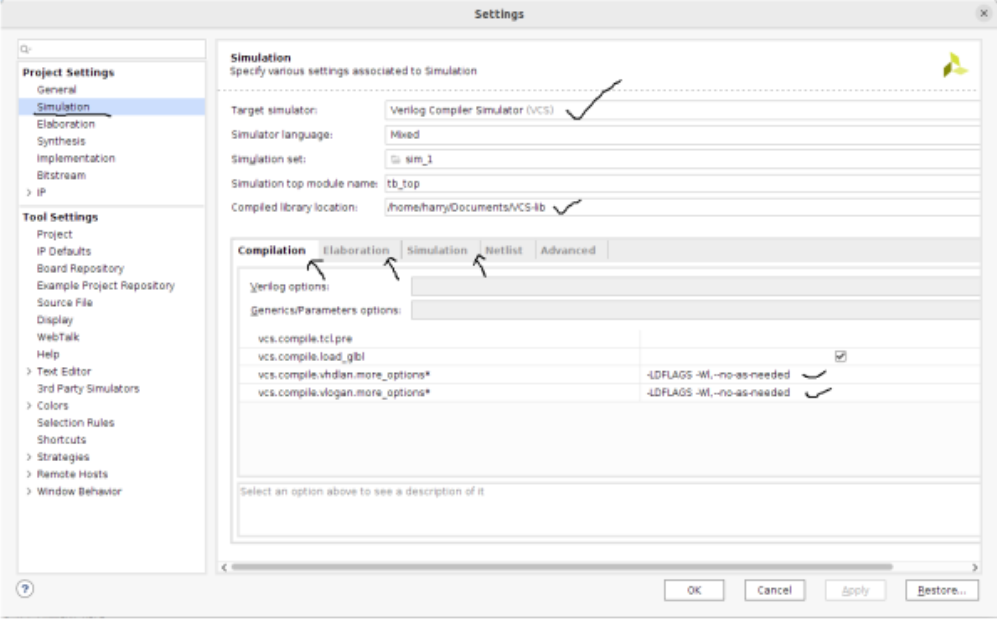 Settings
Q-
Project Settings
General
Simulation
Elaboration
Synthesis
Implementation
Bitstream
> IP
Tool Settings
Project
IP Defaults
Board Repository
Example Project Repository
Source File
Display
WebTalk
Help
> Text Editor
3rd Party Simulators
> Colors
Selection Rules
Shortcuts
> Strategies
> Remote Hosts
> Window Behavior
Simulation
Specify various settings associated to Simulation
Target simulator: Verilog Compiler Simulator (VCS)
Simulator language: Mixed
Simulation set: sim_1
Simulation top module name: tb_top
Compiled library location: /home/harry/Documents/VCS-lib
Compilation Elaboration Simulation Netlist Advanced
Verilog options:
Generics/Parameters options:
vcs.compile.tcl.pre
vcs.compile.load_glbl
vcs.compile.vhdlan.more_options* -LDFLAGS -Wl,--no-as-needed
vcs.compile.vlogan.more_options* -LDFLAGS -Wl,--no-as-needed
Select an option above to see a description of it
? OK Cancel Apply Restore...